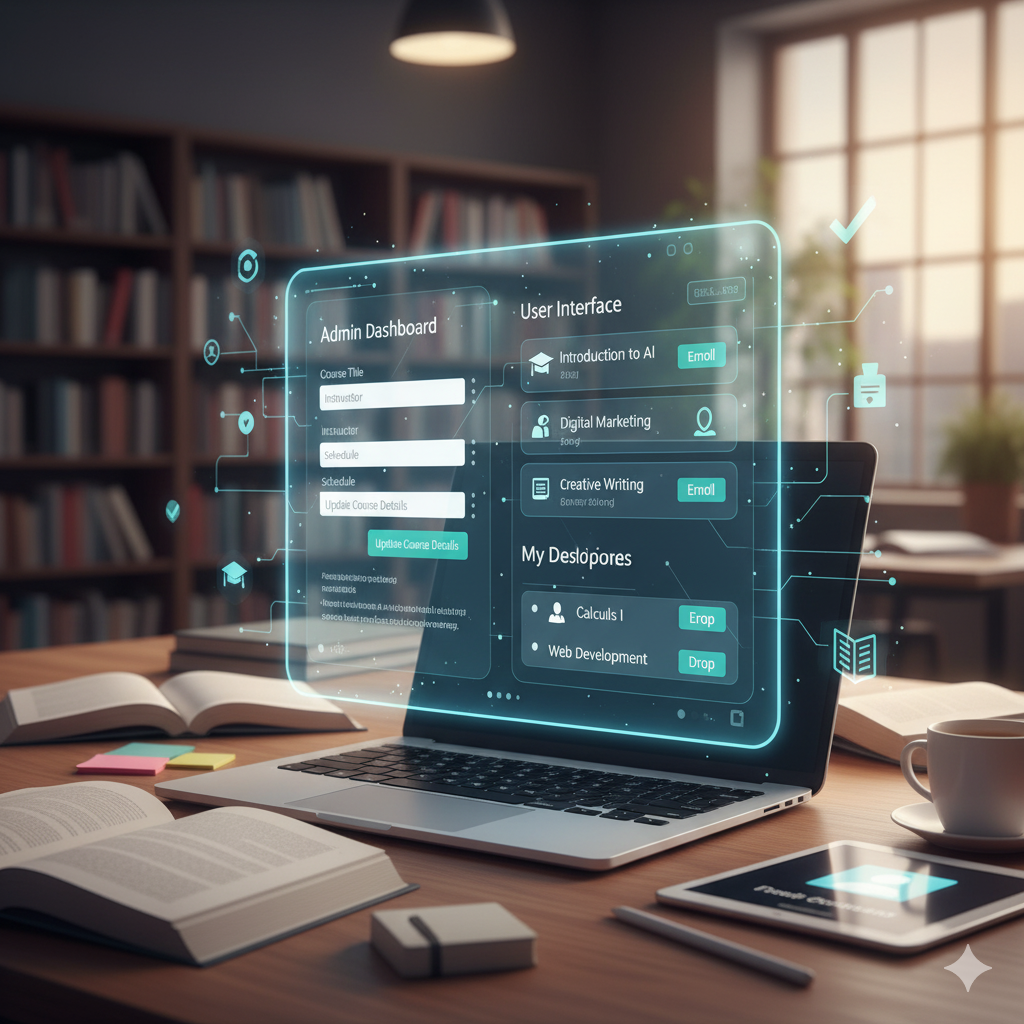 Admin Dashboard
Course Title
Instructor
Instructor
Schedule
Schedule
Update Course Details
Update Course Details
User Interface
Introduction to AI
Emoll
Digital Marketing
Creative Writing
Emoll
My Deslopores
Calculs I
Erop
Web Development
Drop